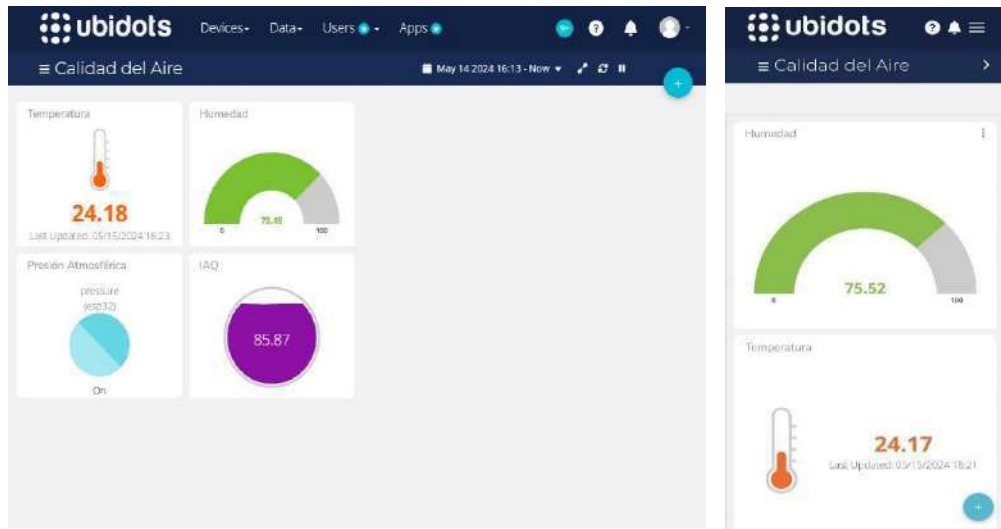 ubidots Devices Data Users Apps
≡ Calidad del Aire May 14 2024 16:13 - Now
Temperatura
24.18
Last Updated: 05/15/2024 18:23
Humedad
75.49
0 100
Presión Atmosférica
pressure
(esp32)
On
IAQ
85.87
ubidots
≡ Calidad del Aire
Humedad
75.52
0 100
Temperatura
24.17
Last Updated: 05/15/2024 18:21